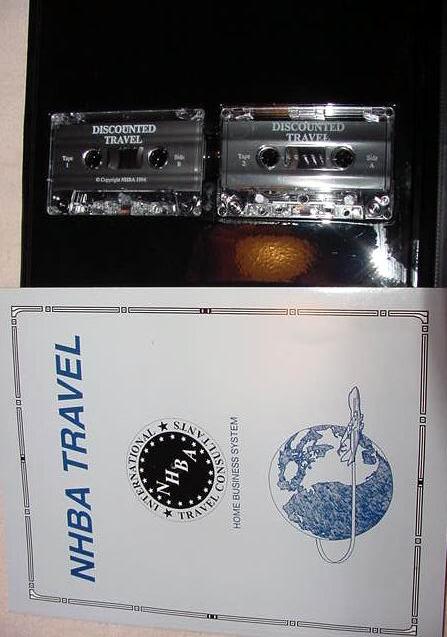 DISCOUNTED
TRAVEL
Tape
1
Side
B
© Copyright NHBA 1994
DISCOUNTED
TRAVEL
Tape
2
Side
A
NHBA TRAVEL
INTERNATIONAL
NHBA
TRAVEL CONSULTANTS
HOME BUSINESS SYSTEM